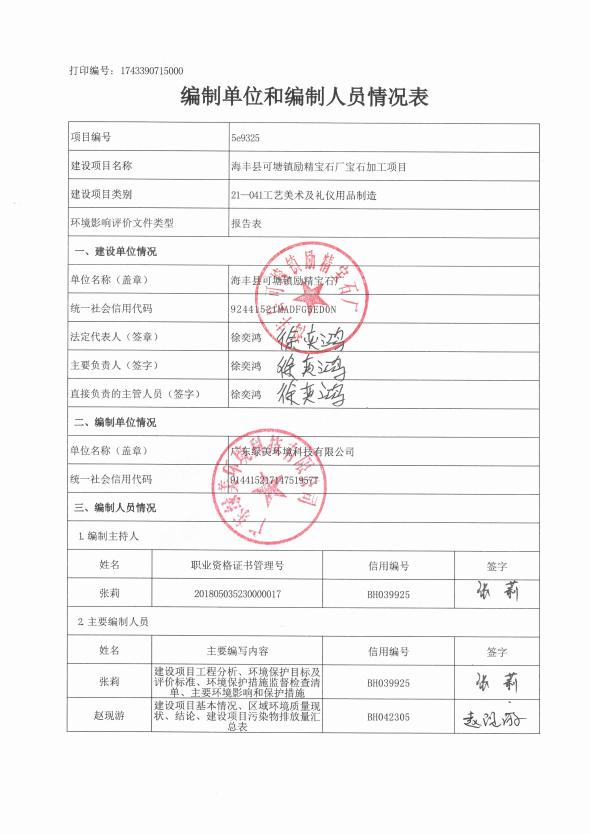 打印编号：1743390715000
编制单位和编制人员情况表
项目编号 5e9325
建设项目名称 海丰县可塘镇励精宝石厂宝石加工项目
建设项目类别 21—041工艺美术及礼仪用品制造
环境影响评价文件类型 报告表
一、建设单位情况
单位名称（盖章） 海丰县可塘镇励精宝石厂
统一社会信用代码
法定代表人（签章） 徐奕鸿 徐奕鸿
主要负责人（签字） 徐奕鸿 徐奕鸿
直接负责的主管人员（签字） 徐奕鸿 徐奕鸿
二、编制单位情况
单位名称（盖章） 广东绿美环境科技有限公司
统一社会信用代码
三、编制人员情况
1.编制主持人
姓名 职业资格证书管理号 信用编号 签字
张莉 201805035230000017 BH039925 张莉
2.主要编制人员
姓名 主要编写内容 信用编号 签字
张莉 建设项目工程分析、环境保护目标及
评价标准、环境保护措施监督检查清
单、主要环境影响和保护措施 BH039925 张莉
赵现游 建设项目基本情况、区域环境质量现
状、结论、建设项目污染物排放量汇
总表 BH042305 赵现游